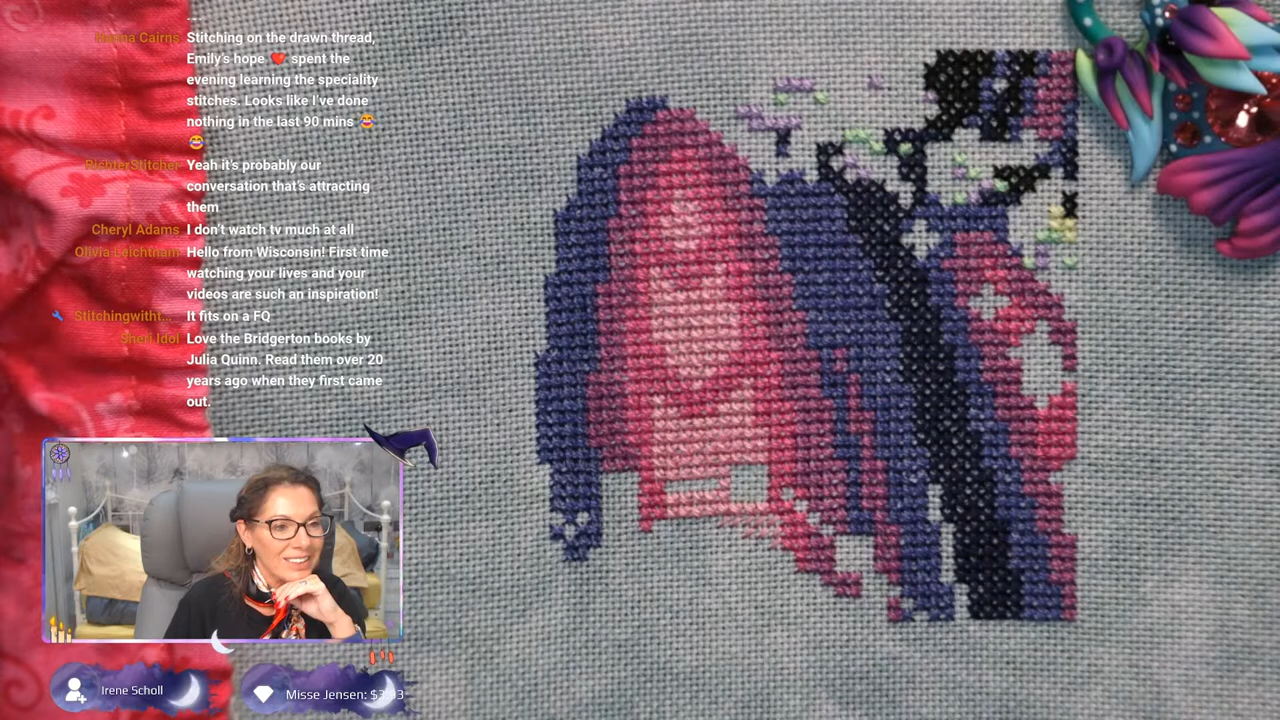 Cairns Stitching on the drawn thread,
Emily's hope ❤️ spent the
evening learning the speciality
stitches. Looks like I've done
nothing in the last 90 mins 😂
😂
RichterStitcher Yeah it's probably our
conversation that's attracting
them
Cheryl Adams I don't watch tv much at all
Olivia Leichtnam Hello from Wisconsin! First time
watching your lives and your
videos are such an inspiration!
Stitchingwitht... It fits on a FQ
Sheri Idol Love the Bridgerton books by
Julia Quinn. Read them over 20
years ago when they first came
out.
Irene Scholl
Misse Jensen: